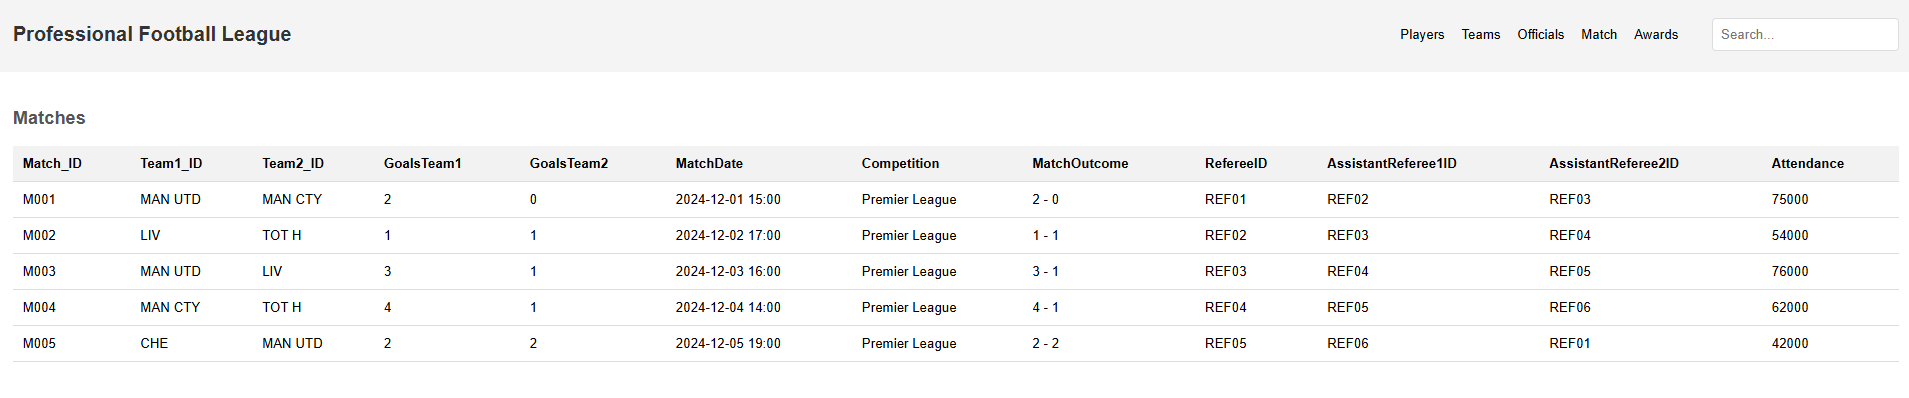 Professional Football League
Players Teams Officials Match Awards Search...
Matches
Match_ID Team1_ID Team2_ID GoalsTeam1 GoalsTeam2 MatchDate Competition MatchOutcome RefereeID AssistantReferee1ID AssistantReferee2ID Attendance
M001 MAN UTD MAN CTY 2 0 2024-12-01 15:00 Premier League 2 - 0 REF01 REF02 REF03 75000
M002 LIV TOT H 1 1 2024-12-02 17:00 Premier League 1 - 1 REF02 REF03 REF04 54000
M003 MAN UTD LIV 3 1 2024-12-03 16:00 Premier League 3 - 1 REF03 REF04 REF05 76000
M004 MAN CTY TOT H 4 1 2024-12-04 14:00 Premier League 4 - 1 REF04 REF05 REF06 62000
M005 CHE MAN UTD 2 2 2024-12-05 19:00 Premier League 2 - 2 REF05 REF06 REF01 42000